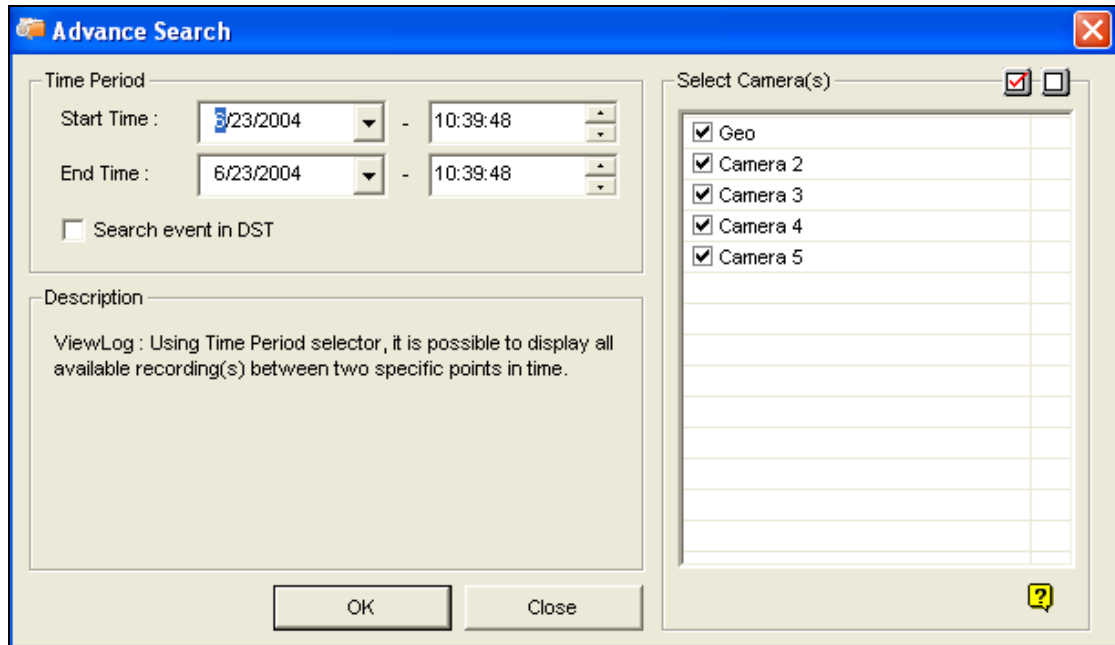 Advance Search
Time Period
Start Time : 6/23/2004 - 10:39:48
End Time : 6/23/2004 - 10:39:48
Search event in DST
Description
ViewLog : Using Time Period selector, it is possible to display all
available recording(s) between two specific points in time.
OK Close
Select Camera(s)
Geo
Camera 2
Camera 3
Camera 4
Camera 5
?